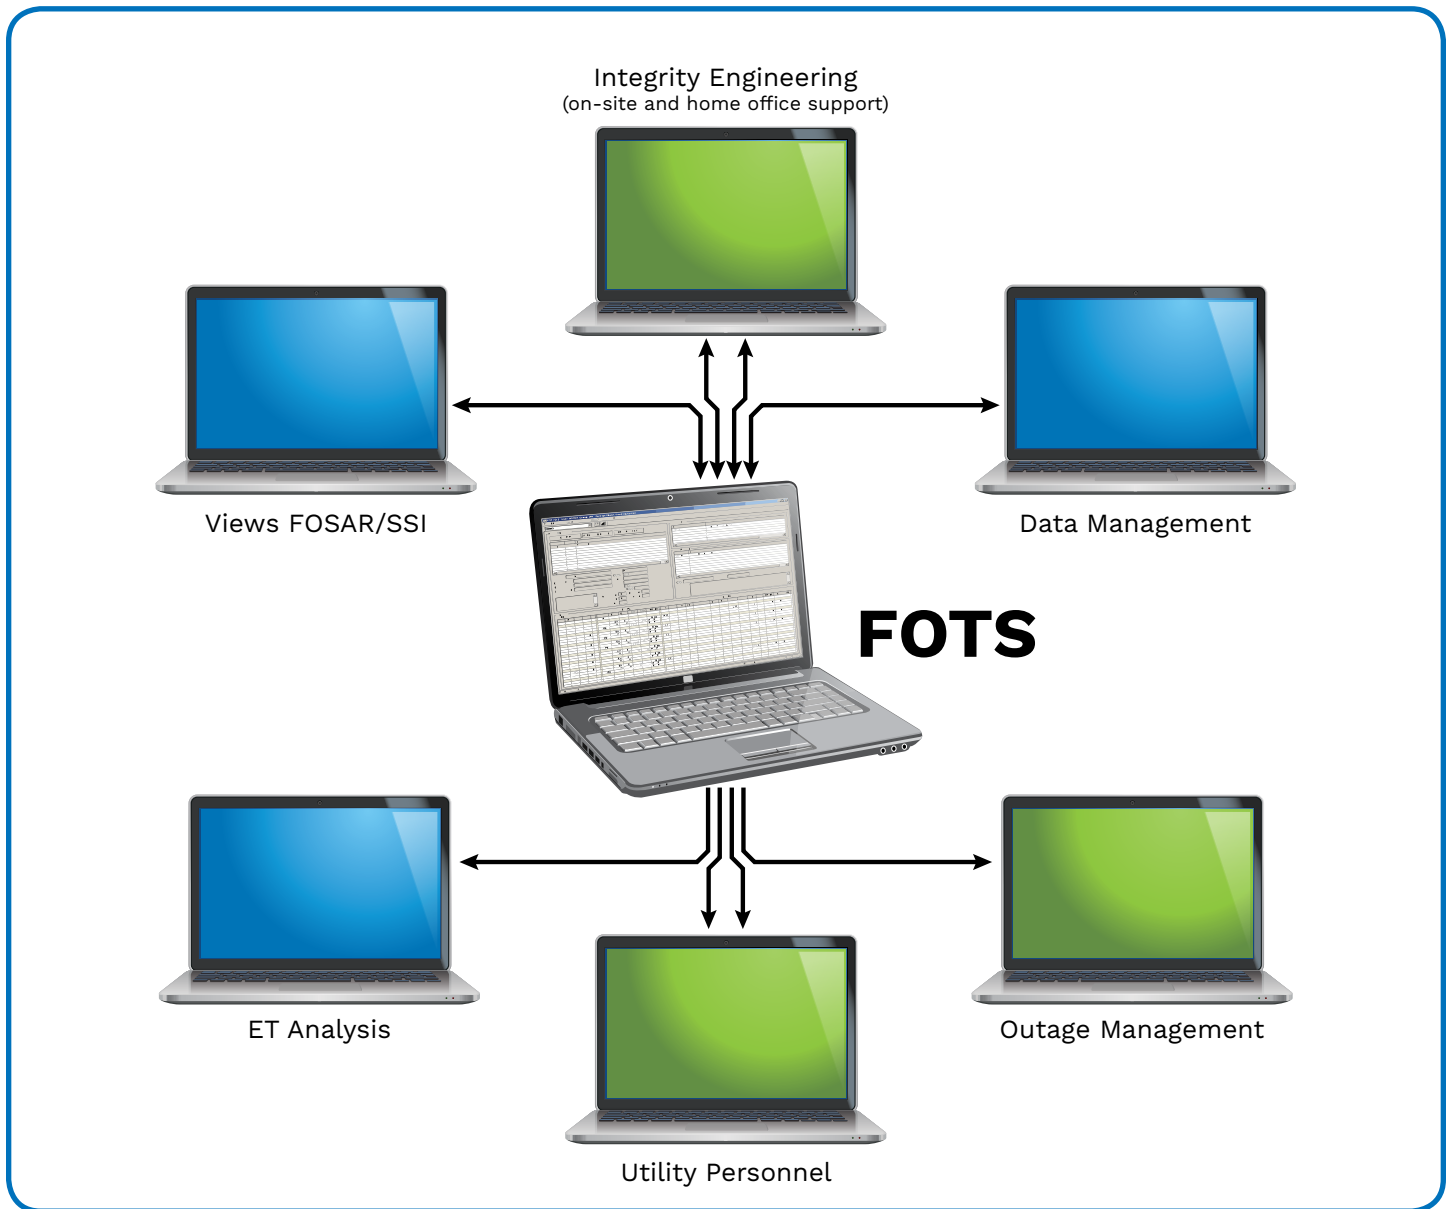 Integrity Engineering
(on-site and home office support)
Views FOSAR/SSI
Data Management
FOTS
ET Analysis
Outage Management
Utility Personnel